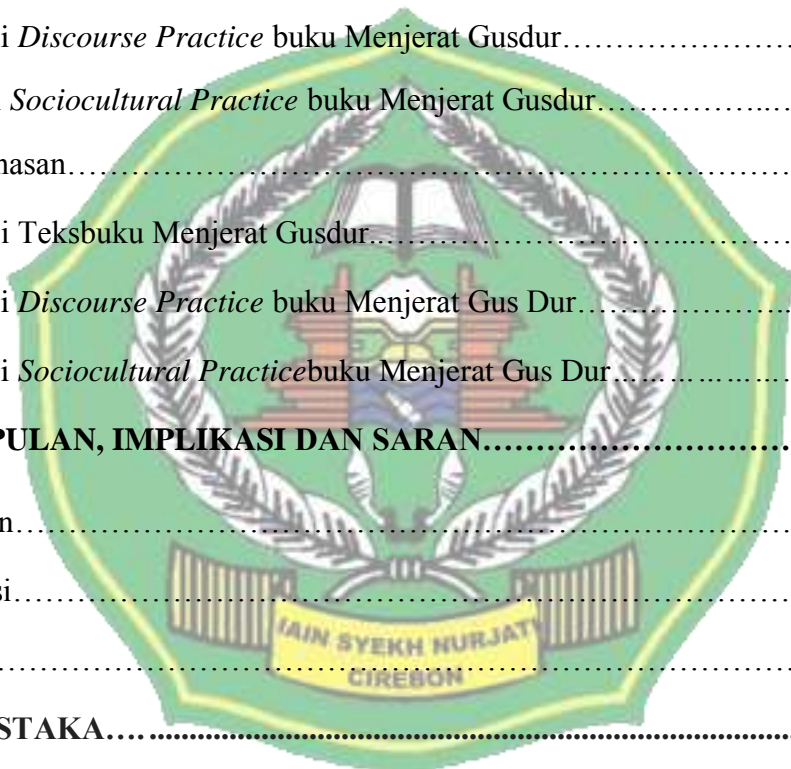 i Discourse Practice buku Menjerat Gusdur…………………
Sociocultural Practice buku Menjerat Gusdur……………..…
nasan…………………………………………………………
i Teksbuku Menjerat Gusdur..………………………...………
i Discourse Practice buku Menjerat Gus Dur………………..
i Sociocultural Practicebuku Menjerat Gus Dur………………
PULAN, IMPLIKASI DAN SARAN……………………….
n………………………………………………………………
si………………………………………………………………
………………………………………………………………
STAKA…..............................................................................
IAIN SYEKH NURJATI
CIREBON